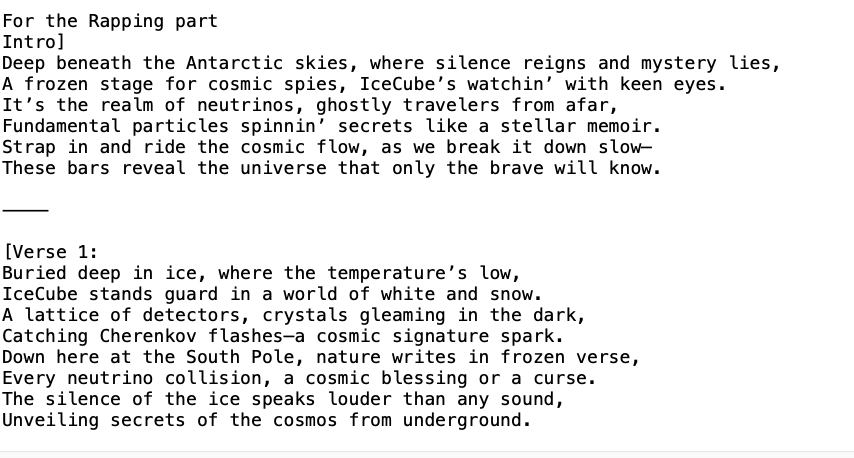 For the Rapping part
Intro]
Deep beneath the Antarctic skies, where silence reigns and mystery lies,
A frozen stage for cosmic spies, IceCube’s watchin’ with keen eyes.
It’s the realm of neutrinos, ghostly travelers from afar,
Fundamental particles spinnin’ secrets like a stellar memoir.
Strap in and ride the cosmic flow, as we break it down slow—
These bars reveal the universe that only the brave will know.
⸻
[Verse 1:
Buried deep in ice, where the temperature’s low,
IceCube stands guard in a world of white and snow.
A lattice of detectors, crystals gleaming in the dark,
Catching Cherenkov flashes—a cosmic signature spark.
Down here at the South Pole, nature writes in frozen verse,
Every neutrino collision, a cosmic blessing or a curse.
The silence of the ice speaks louder than any sound,
Unveiling secrets of the cosmos from underground.